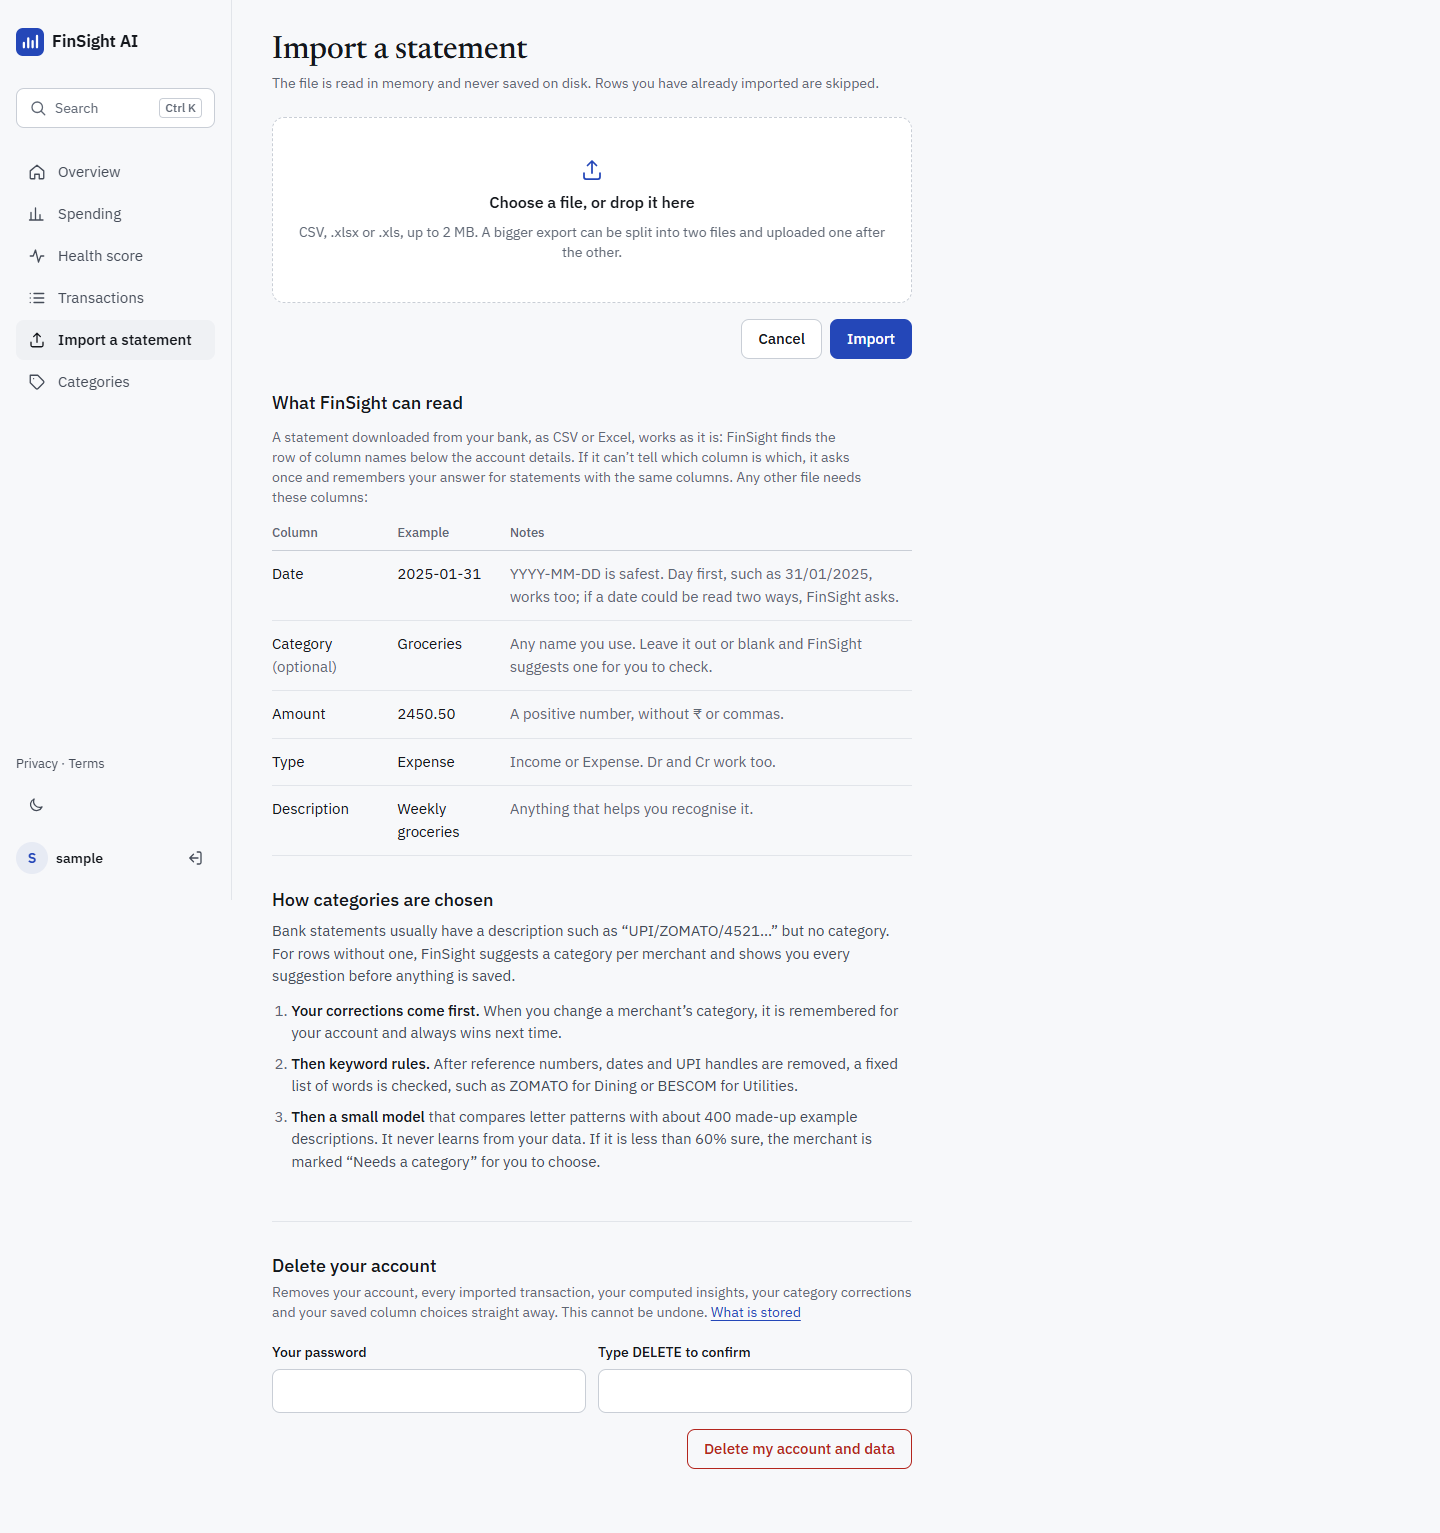 FinSight AI
Search
Ctrl K
Overview
Spending
Health score
Transactions
Import a statement
Categories
Privacy · Terms
S
sample
Import a statement
The file is read in memory and never saved on disk. Rows you have already imported are skipped.
Choose a file, or drop it here
CSV, .xlsx or .xls, up to 2 MB. A bigger export can be split into two files and uploaded one after
the other.
Cancel
Import
What FinSight can read
A statement downloaded from your bank, as CSV or Excel, works as it is: FinSight finds the
row of column names below the account details. If it can’t tell which column is which, it asks
once and remembers your answer for statements with the same columns. Any other file needs
these columns:
Column Example Notes
Date 2025-01-31 YYYY-MM-DD is safest. Day first, such as 31/01/2025,
works too; if a date could be read two ways, FinSight asks.
Category Groceries Any name you use. Leave it out or blank and FinSight
(optional) suggests one for you to check.
Amount 2450.50 A positive number, without ₹ or commas.
Type Expense Income or Expense. Dr and Cr work too.
Description Weekly Anything that helps you recognise it.
groceries
How categories are chosen
Bank statements usually have a description such as “UPI/ZOMATO/4521…” but no category.
For rows without one, FinSight suggests a category per merchant and shows you every
suggestion before anything is saved.
1. Your corrections come first. When you change a merchant’s category, it is remembered for
your account and always wins next time.
2. Then keyword rules. After reference numbers, dates and UPI handles are removed, a fixed
list of words is checked, such as ZOMATO for Dining or BESCOM for Utilities.
3. Then a small model that compares letter patterns with about 400 made-up example
descriptions. It never learns from your data. If it is less than 60% sure, the merchant is
marked “Needs a category” for you to choose.
Delete your account
Removes your account, every imported transaction, your computed insights, your category corrections
and your saved column choices straight away. This cannot be undone. What is stored
Your password
Type DELETE to confirm
Delete my account and data